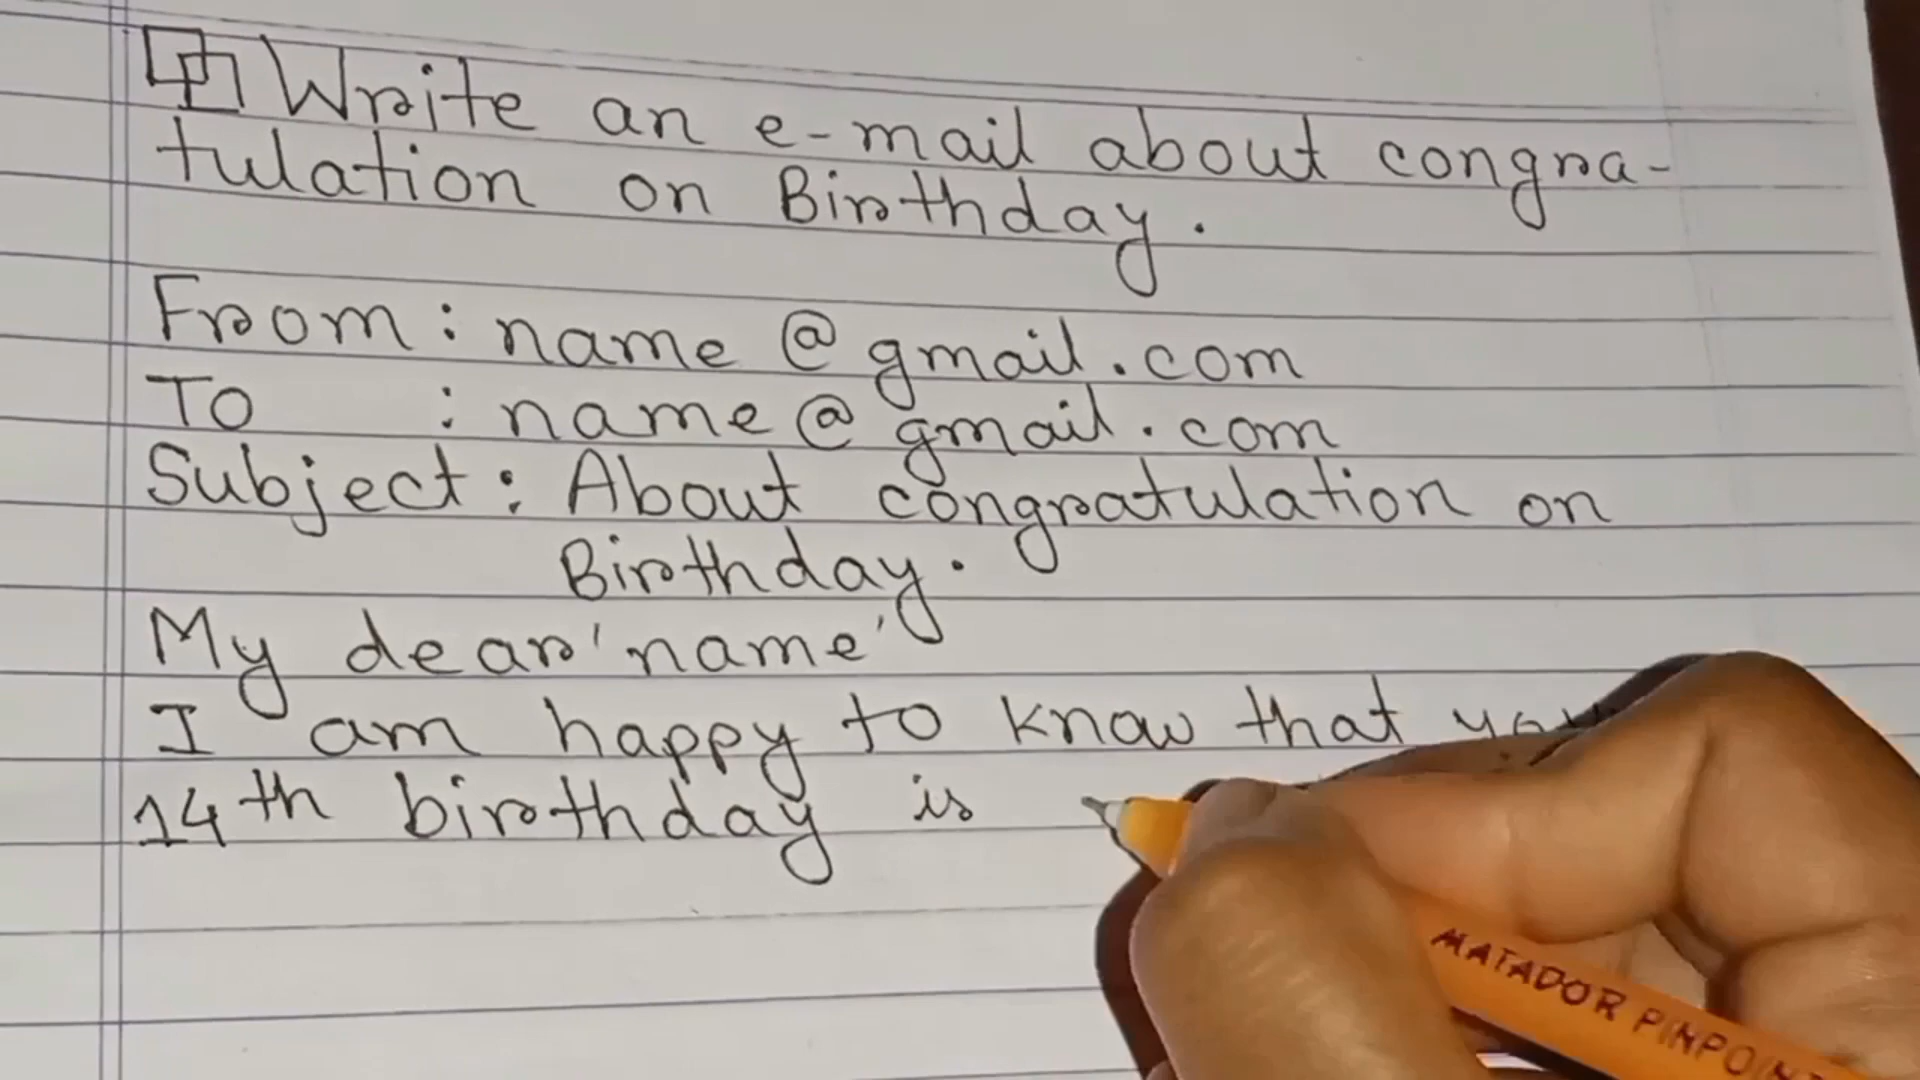 Write an e-mail about congra-
tulation on Birthday.
From : name @ gmail.com
To : name @ gmail.com
Subject : About congratulation on
Birthday.
My dear 'name'
I am happy to know that
14th birthday is
MATADOR PINPOINT